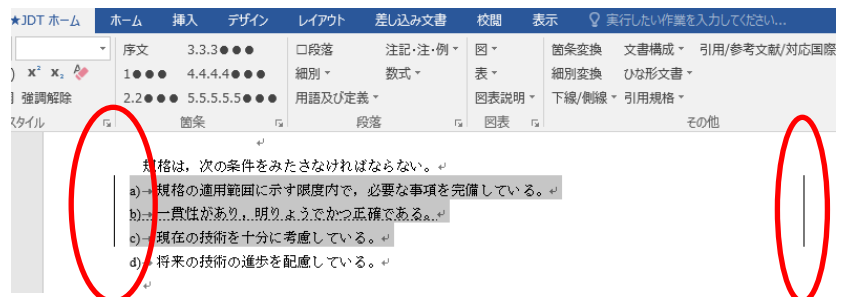 ★JDT ホーム ホーム 挿入 デザイン レイアウト 差し込み文書 校閲 表示 実行したい作業を入力してください...
序文 3.3.3●●● 口段落 注記・注・例 図 箇条変換 文書構成 引用/参考文献/対応国際
x² x₂ 1●●● 4.4.4.4●●● 細別 数式 表 細別変換 ひな形文書
強調解除 2.2●●● 5.5.5.5.5●●● 用語及び定義 図表説明 下線/側線 引用規格
スタイル 箇条 段落 図表 その他
規格は，次の条件をみたさなければならない。
a)→規格の適用範囲に示す限度内で，必要な事項を完備している。
b)→一貫性があり，明りょうでかつ正確である。
c)→現在の技術を十分に考慮している。
d)→将来の技術の進歩を配慮している。